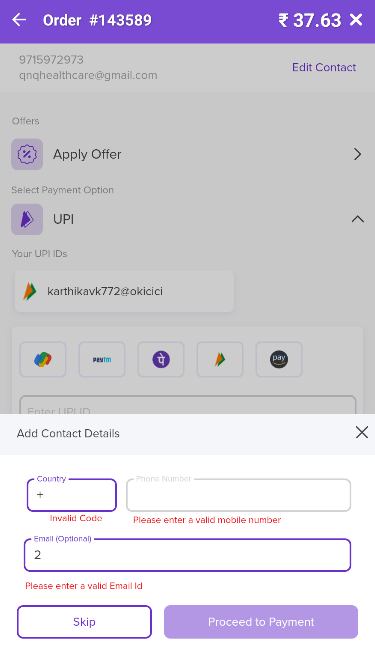 Order #143589
₹ 37.63
9715972973
qnqhealthcare@gmail.com
Edit Contact
Offers
Apply Offer
Select Payment Option
UPI
Your UPI IDs
karthikavk772@okicici
paytm
pay
Enter UPI ID
Add Contact Details
Country
+
Phone Number
Invalid Code
Please enter a valid mobile number
Email (Optional)
2
Please enter a valid Email Id
Skip
Proceed to Payment